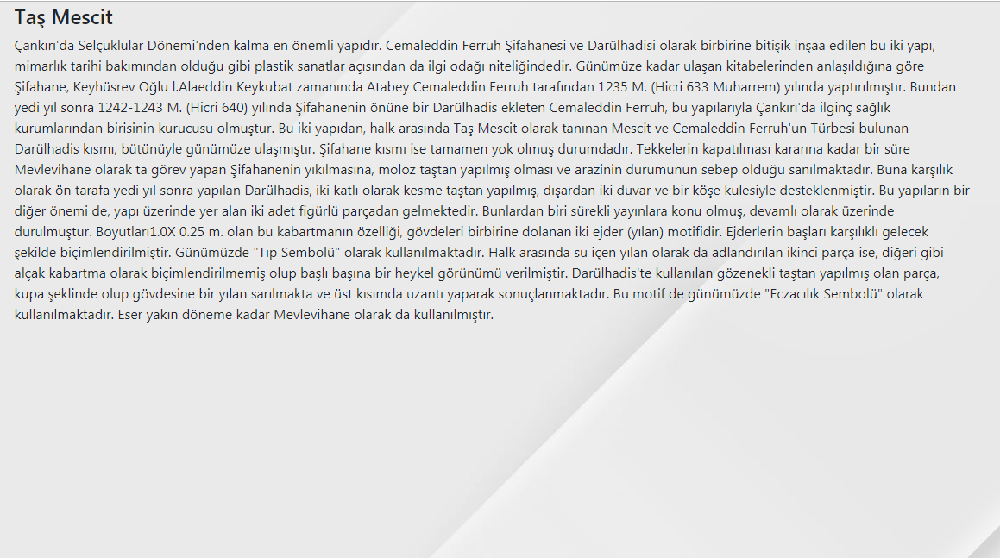 Taş Mescit
Çankırı'da Selçuklular Dönemi'nden kalma en önemli yapıdır. Cemaleddin Ferruh Şifahanesi ve Darülhadisi olarak birbirine bitişik inşaa edilen bu iki yapı,
mimarlık tarihi bakımından olduğu gibi plastik sanatlar açısından da ilgi odağı niteliğindedir. Günümüze kadar ulaşan kitabelerinden anlaşıldığına göre
Şifahane, Keyhüsrev Oğlu l.Alaeddin Keykubat zamanında Atabey Cemaleddin Ferruh tarafından 1235 M. (Hicri 633 Muharrem) yılında yaptırılmıştır. Bundan
yedi yıl sonra 1242-1243 M. (Hicri 640) yılında Şifahanenin önüne bir Darülhadis ekleten Cemaleddin Ferruh, bu yapılarıyla Çankırı'da ilginç sağlık
kurumlarından birisinin kurucusu olmuştur. Bu iki yapıdan, halk arasında Taş Mescit olarak tanınan Mescit ve Cemaleddin Ferruh'un Türbesi bulunan
Darülhadis kısmı, bütünüyle günümüze ulaşmıştır. Şifahane kısmı ise tamamen yok olmuş durumdadır. Tekkelerin kapatılması kararına kadar bir süre
Mevlevihane olarak ta görev yapan Şifahanenin yıkılmasına, moloz taştan yapılmış olması ve arazinin durumunun sebep olduğu sanılmaktadır. Buna karşılık
olarak ön tarafa yedi yıl sonra yapılan Darülhadis, iki katlı olarak kesme taştan yapılmış, dışardan iki duvar ve bir köşe kulesiyle desteklenmiştir. Bu yapıların bir
diğer önemi de, yapı üzerinde yer alan iki adet figürlü parçadan gelmektedir. Bunlardan biri sürekli yayınlara konu olmuş, devamlı olarak üzerinde
durulmuştur. Boyutları1.0X 0.25 m. olan bu kabartmanın özelliği, gövdeleri birbirine dolanan iki ejder (yılan) motifidir. Ejderlerin başları karşılıklı gelecek
şekilde biçimlendirilmiştir. Günümüzde "Tıp Sembolü" olarak kullanılmaktadır. Halk arasında su içen yılan olarak da adlandırılan ikinci parça ise, diğeri gibi
alçak kabartma olarak biçimlendirilmemiş olup başlı başına bir heykel görünümü verilmiştir. Darülhadis'te kullanılan gözenekli taştan yapılmış olan parça,
kupa şeklinde olup gövdesine bir yılan sarılmakta ve üst kısımda uzantı yaparak sonuçlanmaktadır. Bu motif de günümüzde "Eczacılık Sembolü" olarak
kullanılmaktadır. Eser yakın döneme kadar Mevlevihane olarak da kullanılmıştır.